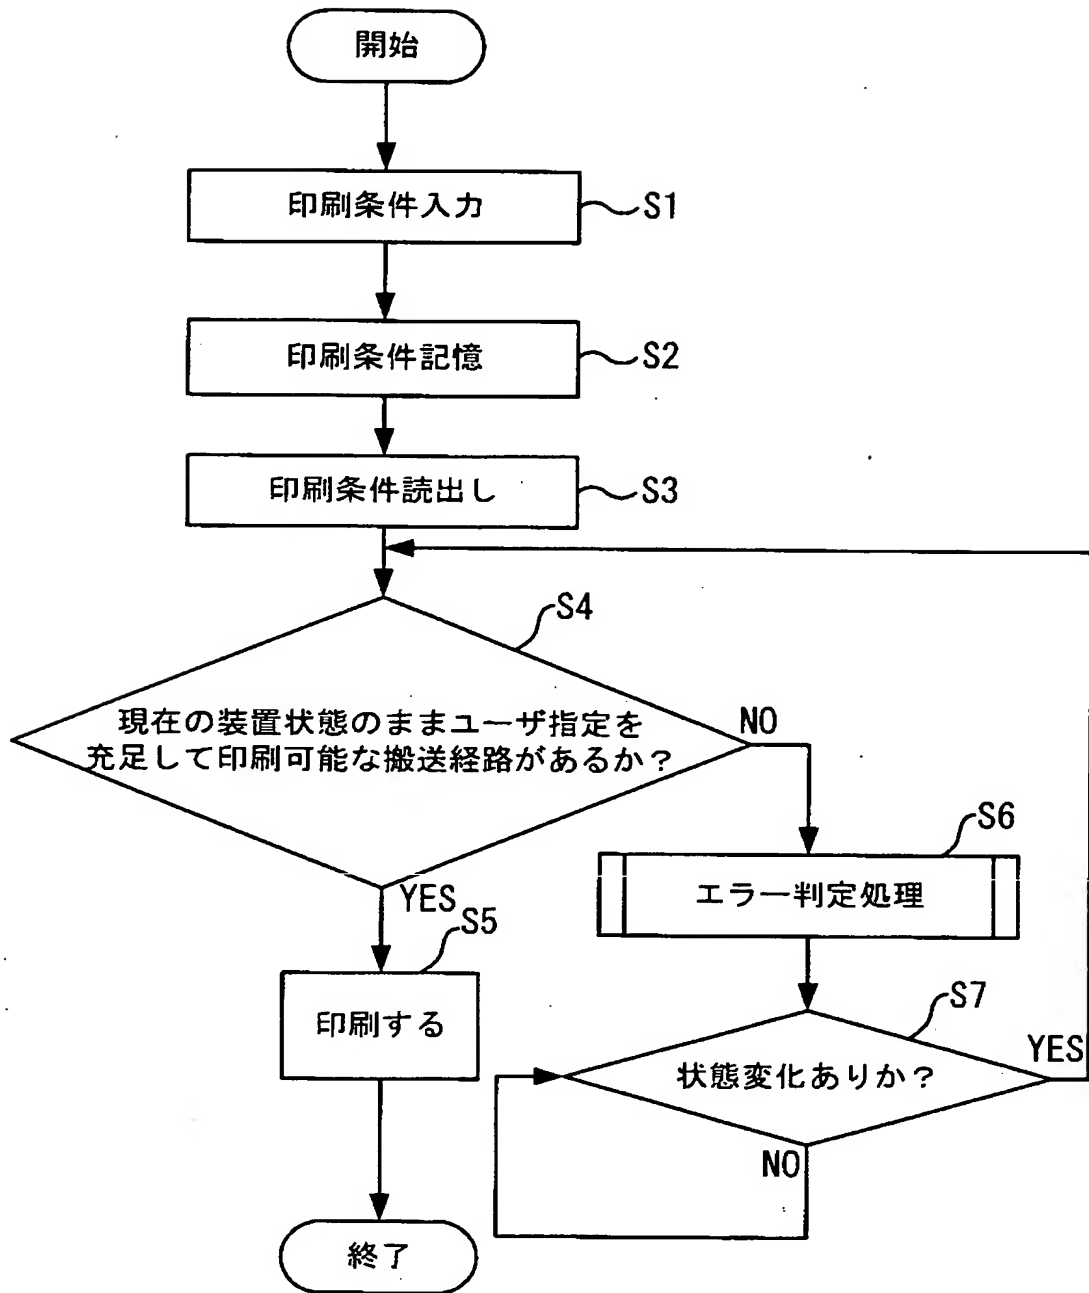 開始
印刷条件入力
S1
印刷条件記憶
S2
印刷条件読出し
S3
S4
現在の装置状態のままユーザ指定を
充足して印刷可能な搬送経路があるか?
NO
YES
S6
エラー判定処理
S5
印刷する
S7
状態変化ありか?
YES
NO
終了